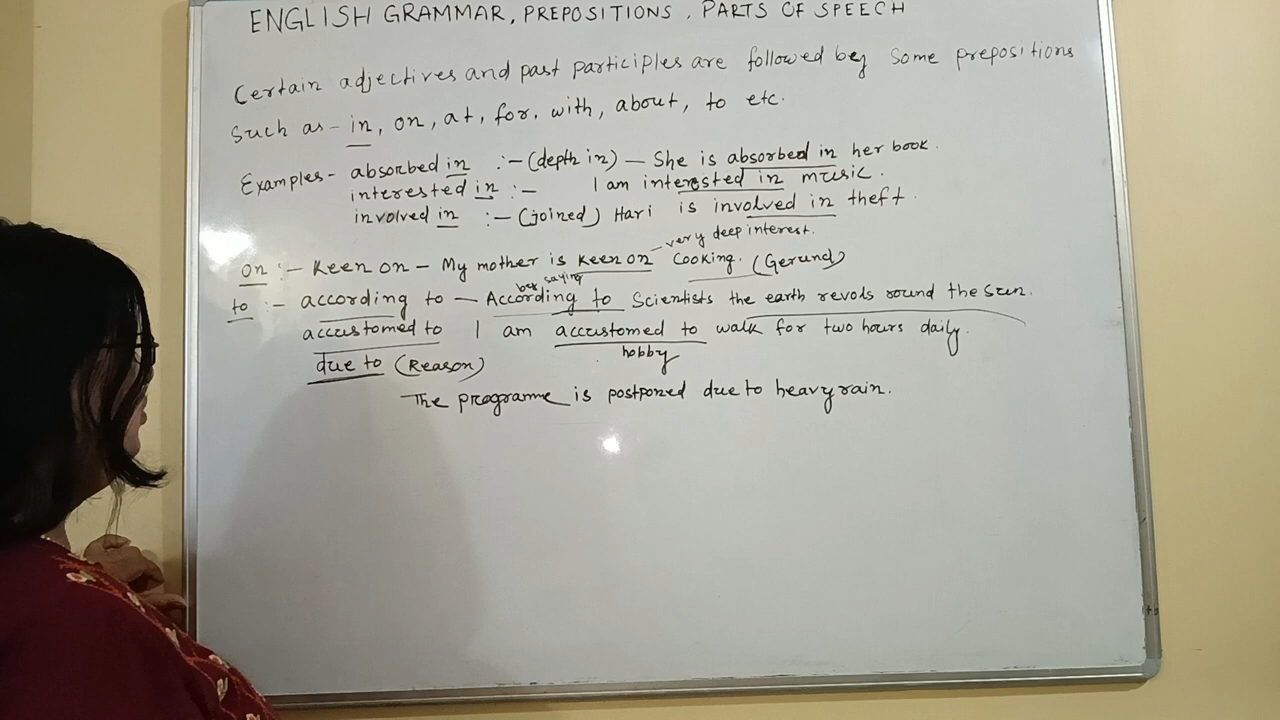 ENGLISH GRAMMAR, PREPOSITIONS, PARTS OF SPEECH
Certain adjectives and past participles are followed by some prepositions
Such as - in, on, at, for, with, about, to etc.
Examples - absorbed in :- (depth in) - She is absorbed in her book.
interested in :- I am interested in music.
involved in :- (joined) Hari is involved in theft.
on :- Keen on - My mother is keen on cooking. (Gerund)
- very deep interest.
to :- according to - According to Scientists the earth revols round the sun.
by saying
accustomed to I am accustomed to walk for two hours daily.
hobby
due to (Reason)
The programme is postponed due to heavy rain.